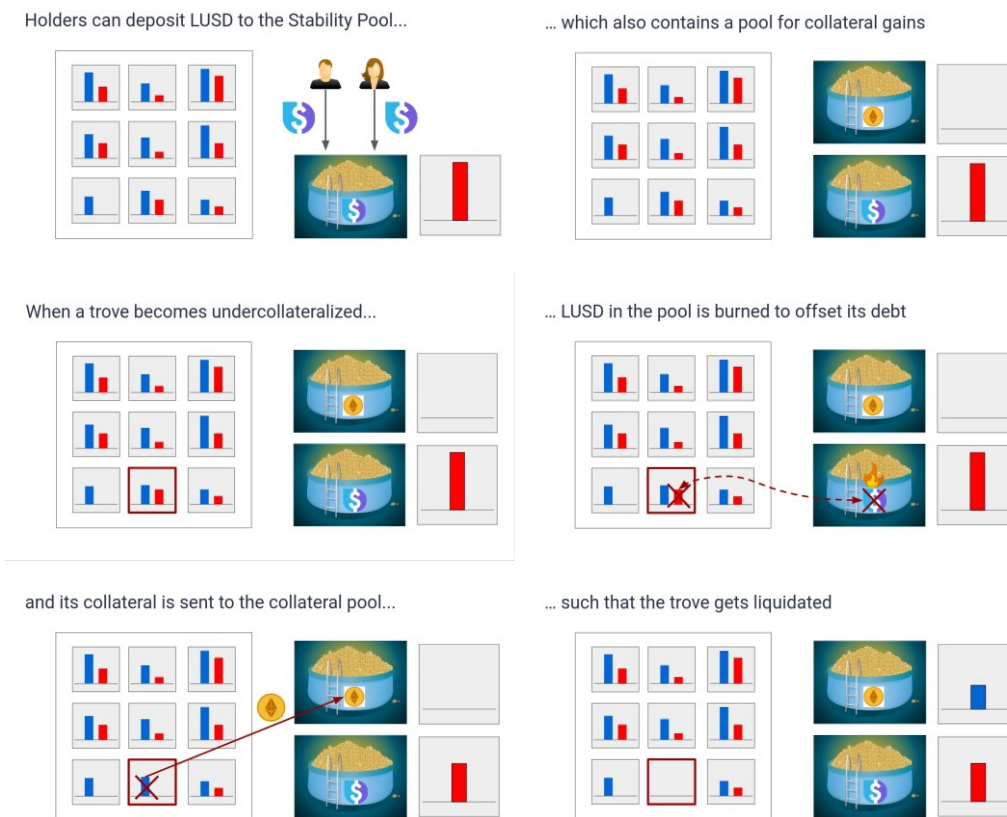 Holders can deposit LUSD to the Stability Pool...
... which also contains a pool for collateral gains
When a trove becomes undercollateralized...
... LUSD in the pool is burned to offset its debt
and its collateral is sent to the collateral pool...
... such that the trove gets liquidated